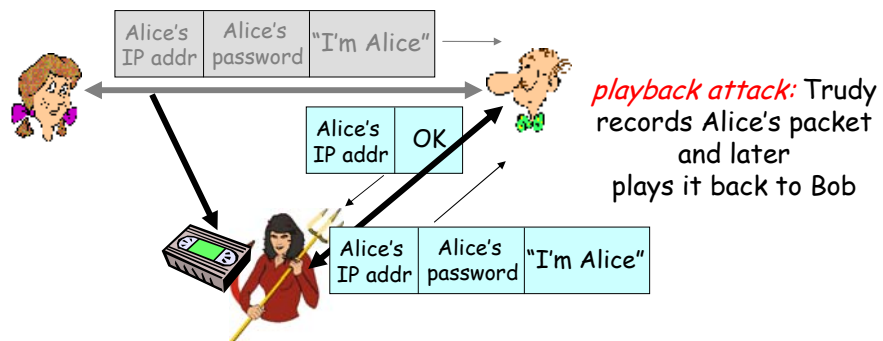 Alice's
IP addr
Alice's
password
"I'm Alice"
playback attack: Trudy
records Alice's packet
and later
plays it back to Bob
Alice's
IP addr
OK
Alice's
IP addr
Alice's
password
"I'm Alice"